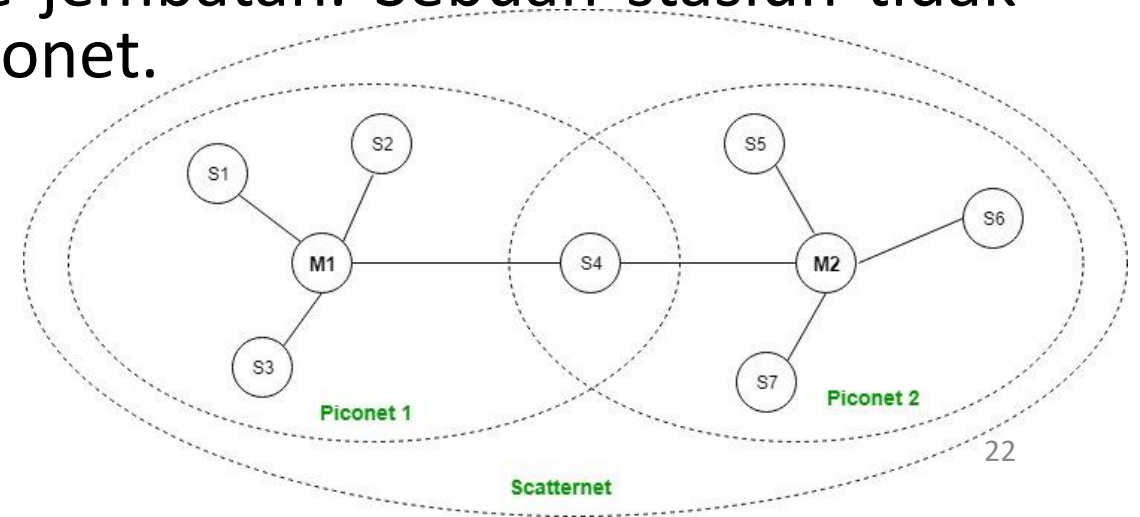 jembatan. Sebuah stasiun tidak
onet.
S1
S2
S5
S6
M1
S4
M2
S3
S7
Piconet 1
Piconet 2
22
Scatternet